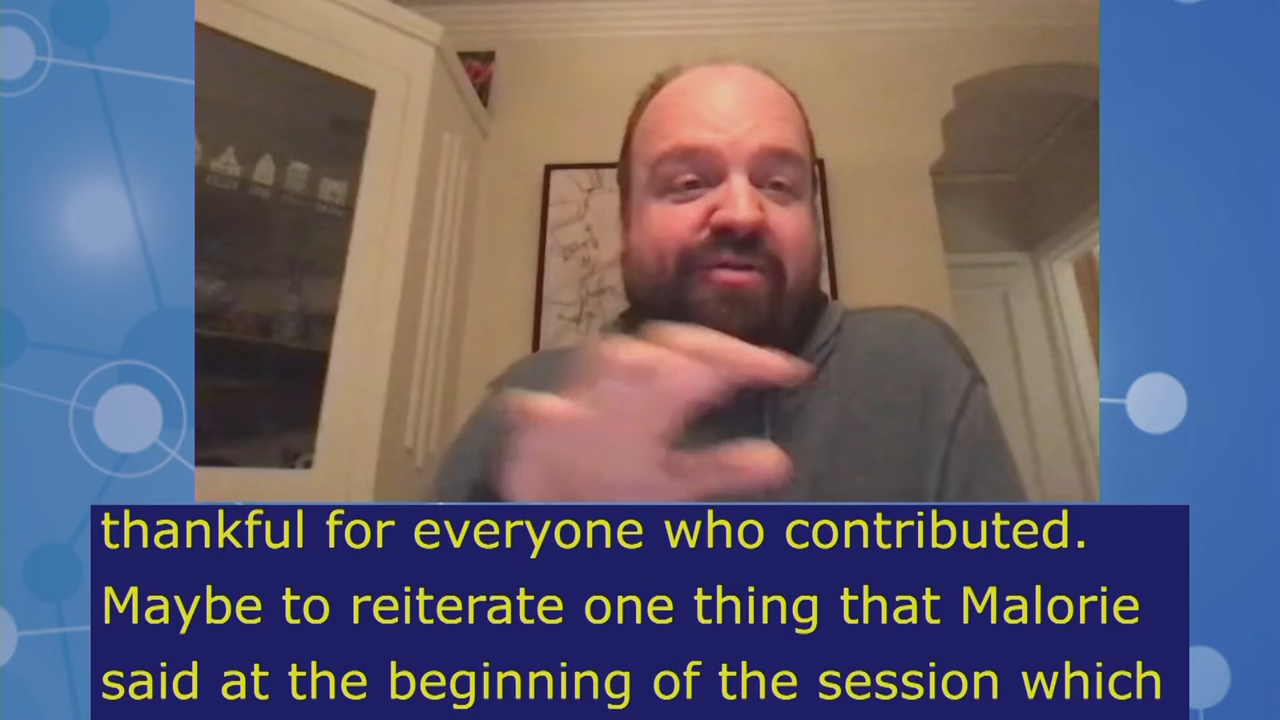 thankful for everyone who contributed.
Maybe to reiterate one thing that Malorie
said at the beginning of the session which